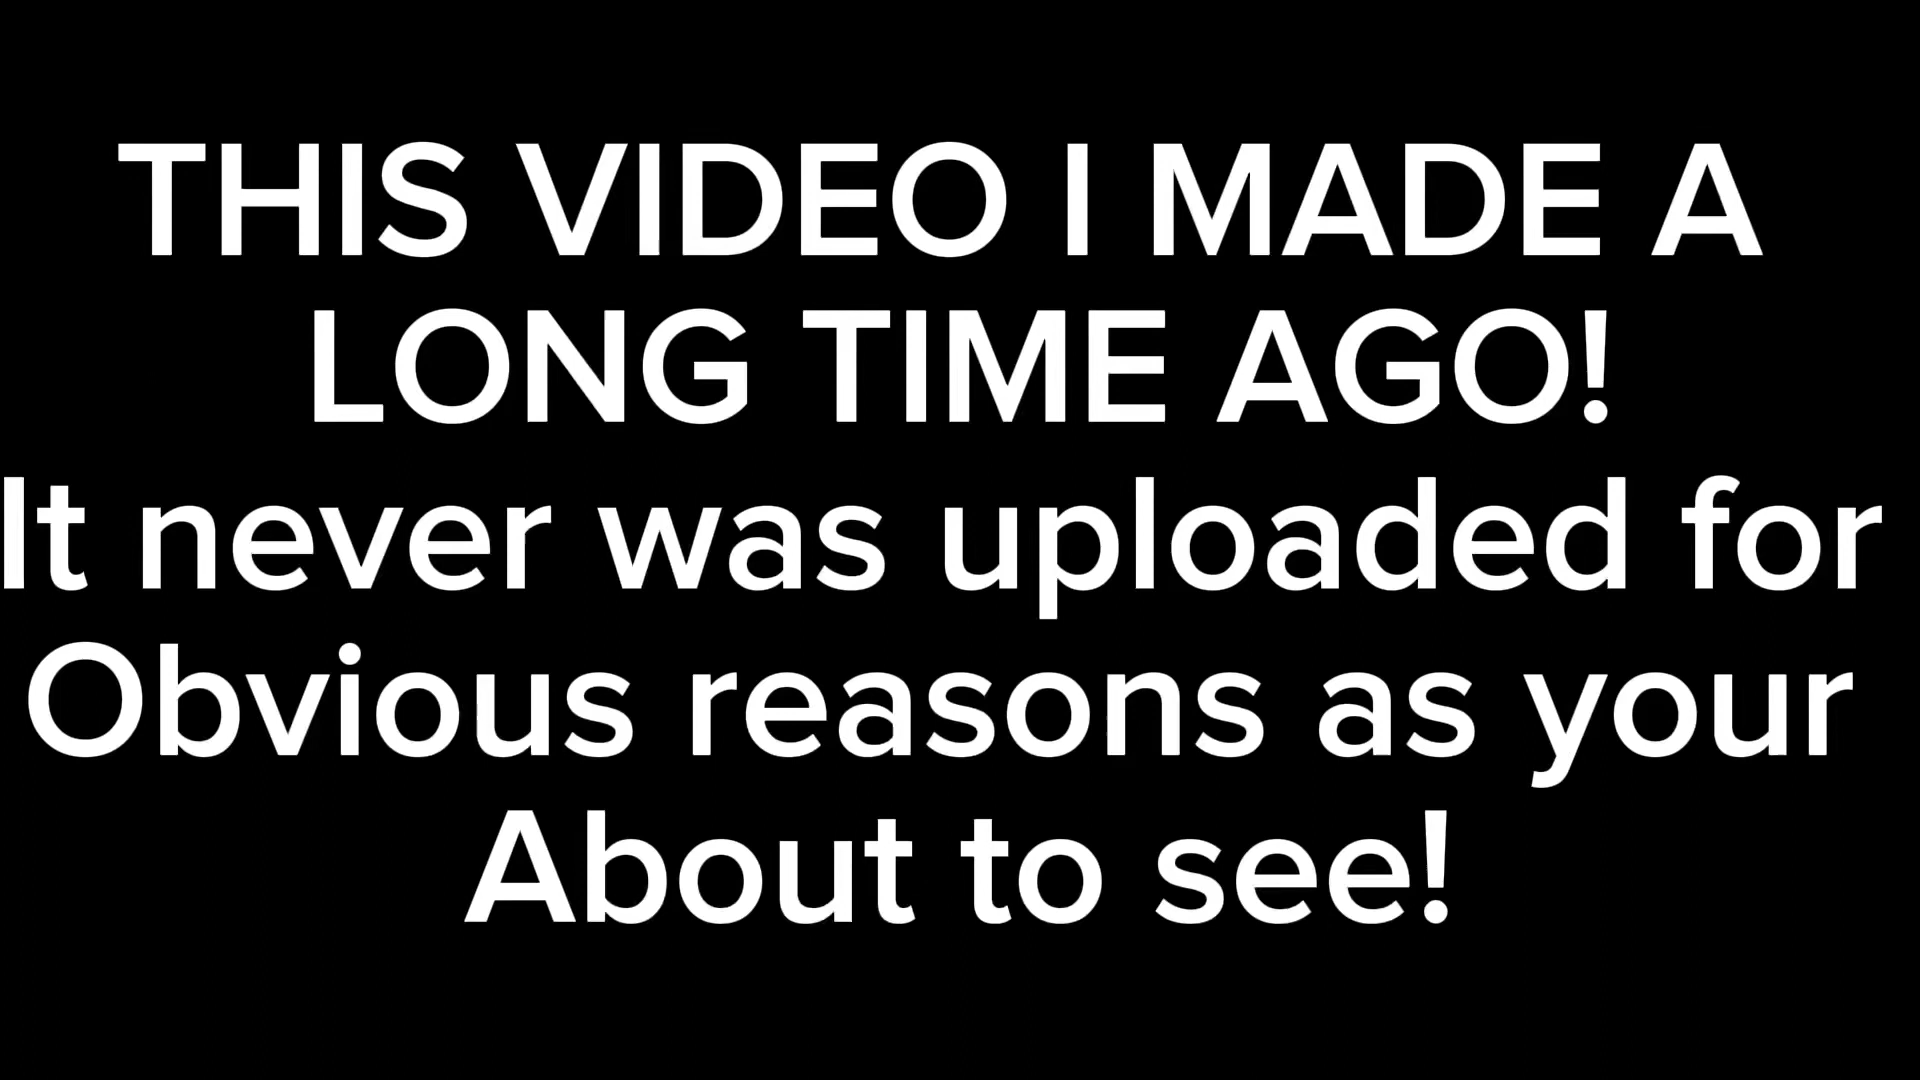 THIS VIDEO I MADE A
LONG TIME AGO!
It never was uploaded for
Obvious reasons as your
About to see!